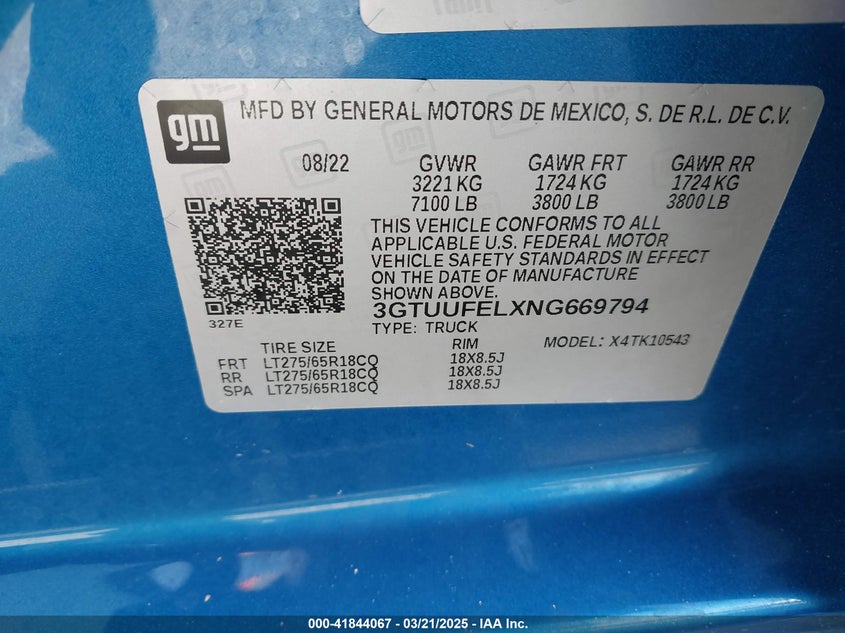 gm
MFD BY GENERAL MOTORS DE MEXICO, S. DE R.L. DE C.V.
08/22 GVWR GAWR FRT GAWR RR
3221 KG 1724 KG 1724 KG
7100 LB 3800 LB 3800 LB
THIS VEHICLE CONFORMS TO ALL
APPLICABLE U.S. FEDERAL MOTOR
VEHICLE SAFETY STANDARDS IN EFFECT
ON THE DATE OF MANUFACTURE
SHOWN ABOVE.
3GTUUFELXNG669794
327E
TYPE: TRUCK
TIRE SIZE RIM MODEL: X4TK10543
FRT LT275/65R18CQ 18X8.5J
RR LT275/65R18CQ 18X8.5J
SPA LT275/65R18CQ 18X8.5J
000-41844067 - 03/21/2025 - IAA Inc.